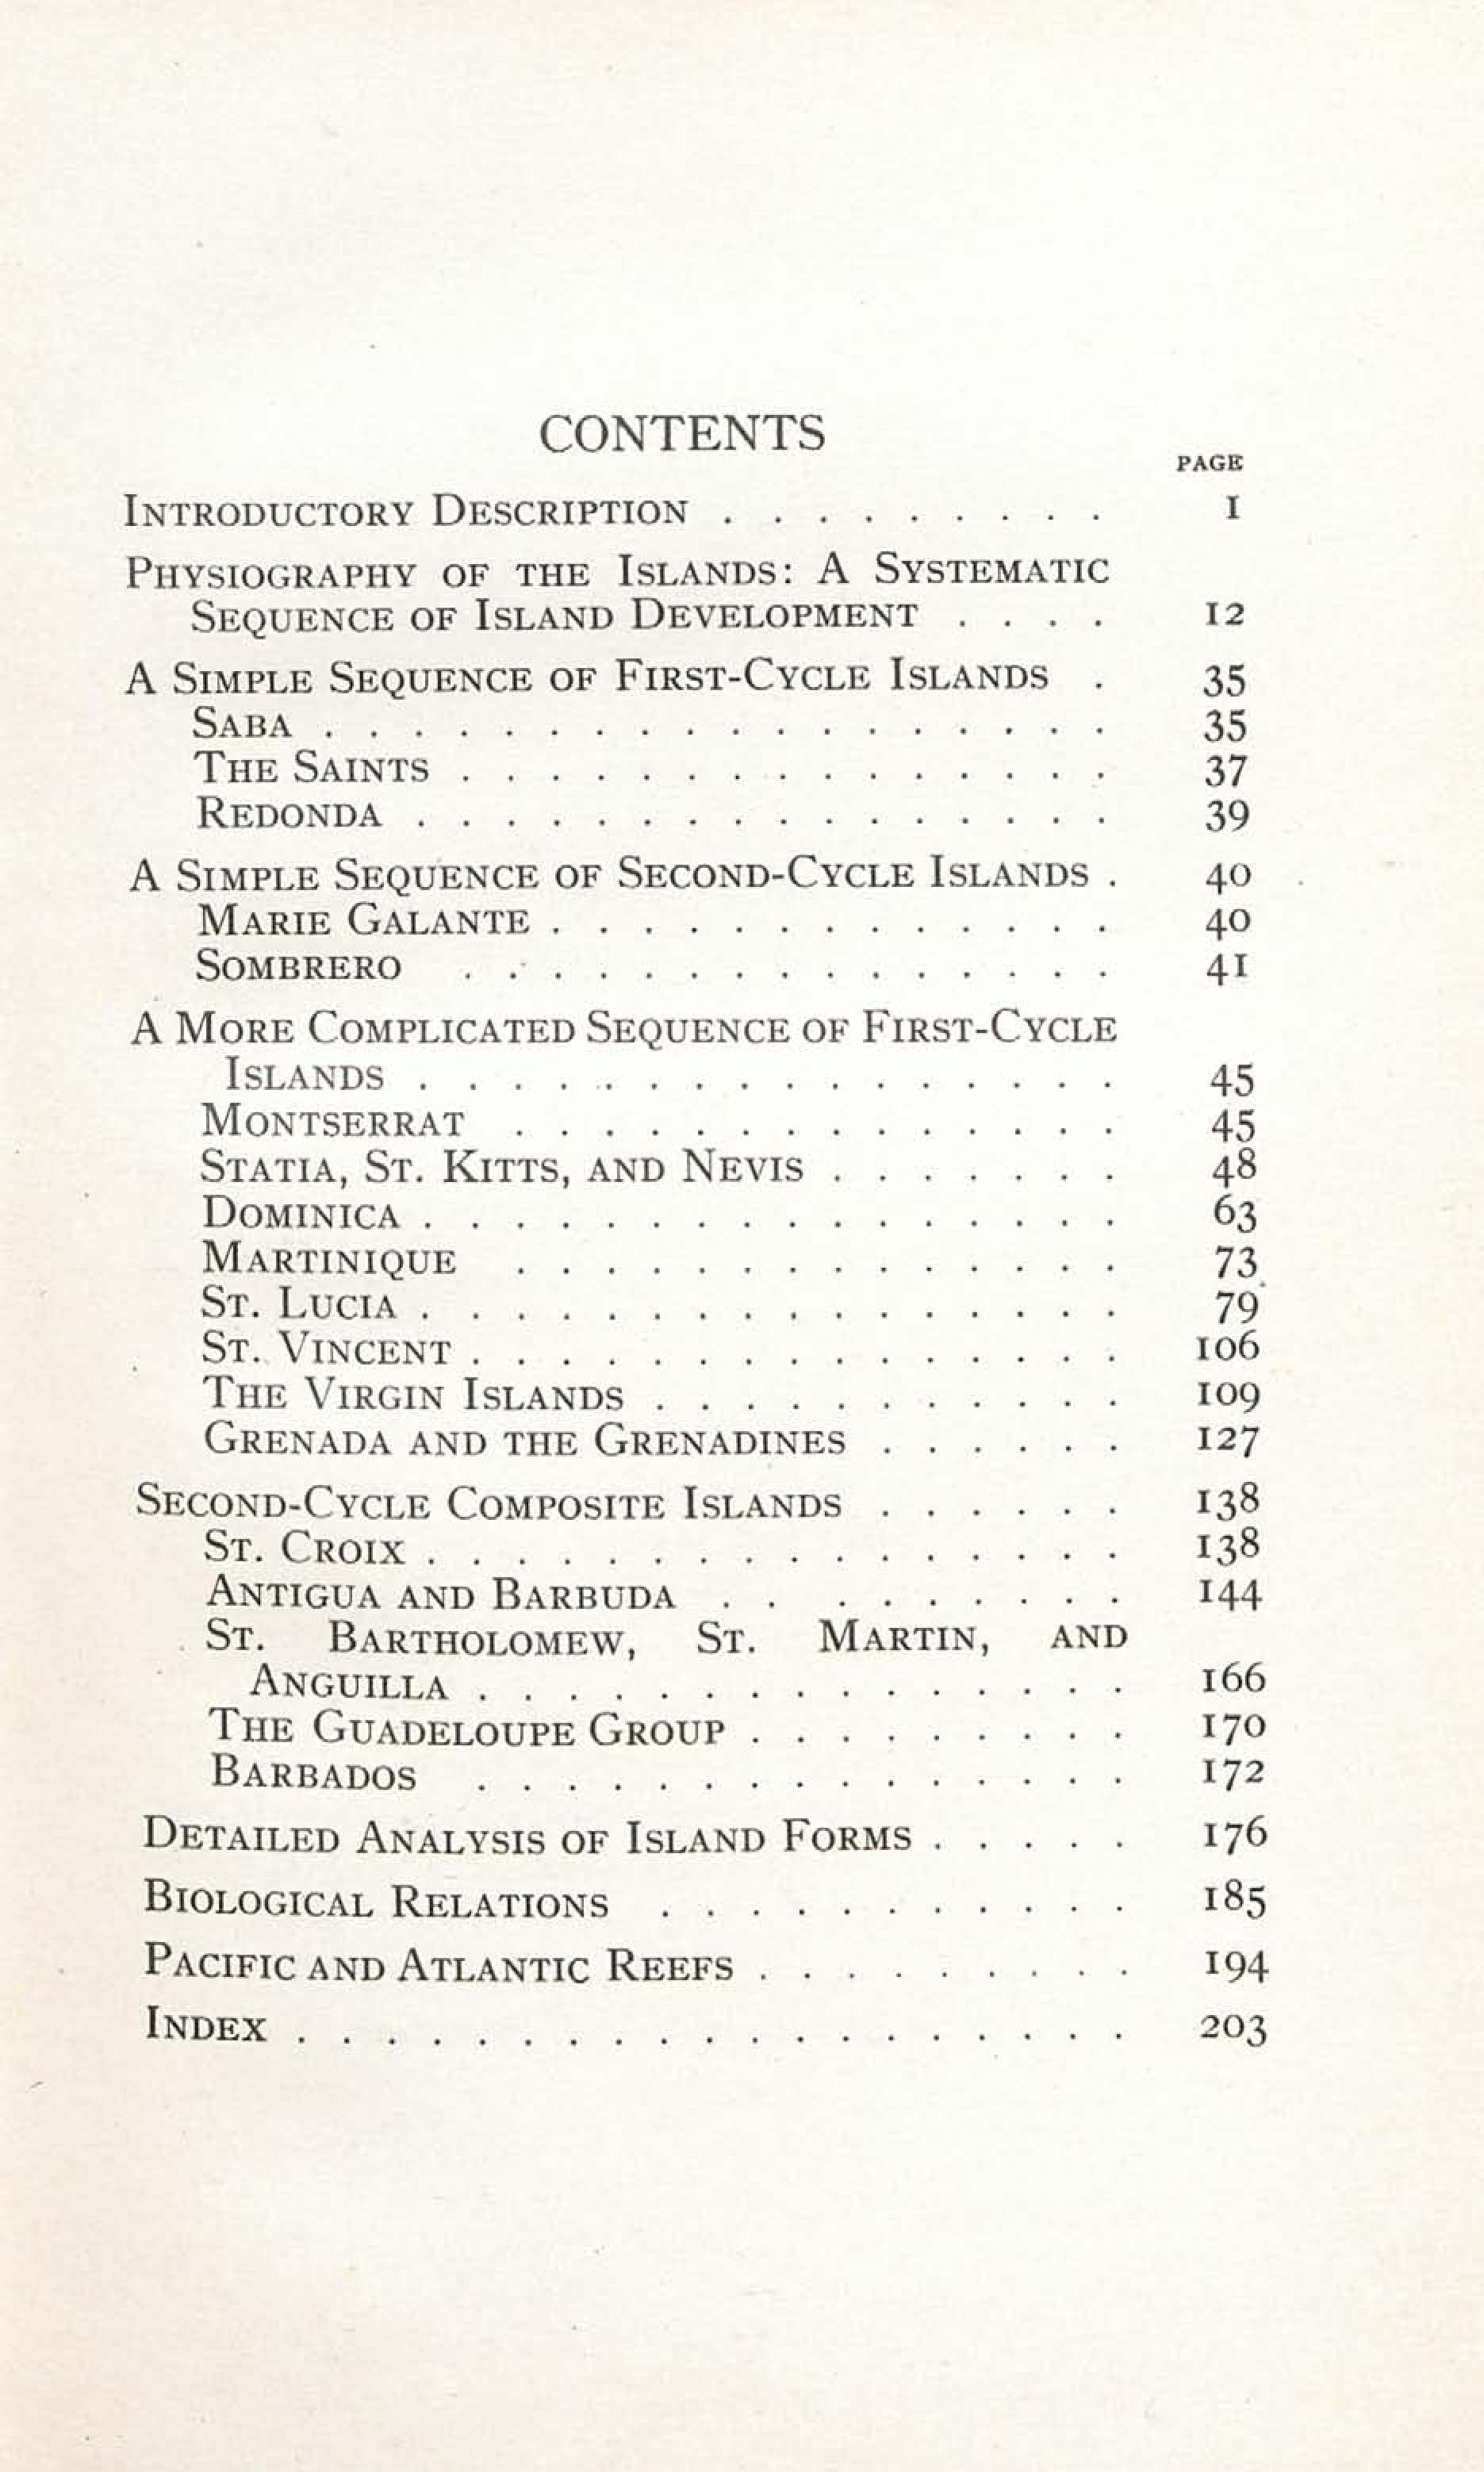 CONTENTS
PAGE
INTRODUCTORY DESCRIPTION . . . . . . . . . 1
PHYSIOGRAPHY OF THE ISLANDS: A SYSTEMATIC
SEQUENCE OF ISLAND DEVELOPMENT . . . . 12
A SIMPLE SEQUENCE OF FIRST-CYCLE ISLANDS . 35
SABA . . . . . . . . . . . . . . . . . . 35
THE SAINTS . . . . . . . . . . . . . . . 37
REDONDA . . . . . . . . . . . . . . . . 39
A SIMPLE SEQUENCE OF SECOND-CYCLE ISLANDS . 40
MARIE GALANTE . . . . . . . . . . . . . 40
SOMBRERO . . . . . . . . . . . . . . . 41
A MORE COMPLICATED SEQUENCE OF FIRST-CYCLE
ISLANDS . . . . . . . . . . . . . . . . 45
MONTSERRAT . . . . . . . . . . . . . . 45
STATIA, ST. KITTS, AND NEVIS . . . . . . . 48
DOMINICA . . . . . . . . . . . . . . . . 63
MARTINIQUE . . . . . . . . . . . . . . 73
ST. LUCIA . . . . . . . . . . . . . . . . 79
ST. VINCENT . . . . . . . . . . . . . . . 106
THE VIRGIN ISLANDS . . . . . . . . . . . 109
GRENADA AND THE GRENADINES . . . . . . 127
SECOND-CYCLE COMPOSITE ISLANDS . . . . . . 138
ST. CROIX . . . . . . . . . . . . . . . . 138
ANTIGUA AND BARBUDA . . . . . . . . . 144
ST. BARTHOLOMEW, ST. MARTIN, AND
ANGUILLA . . . . . . . . . . . . . . . 166
THE GUADELOUPE GROUP . . . . . . . . . 170
BARBADOS . . . . . . . . . . . . . . . 172
DETAILED ANALYSIS OF ISLAND FORMS . . . . . 176
BIOLOGICAL RELATIONS . . . . . . . . . . . 185
PACIFIC AND ATLANTIC REEFS . . . . . . . . . 194
INDEX . . . . . . . . . . . . . . . . . . . 203